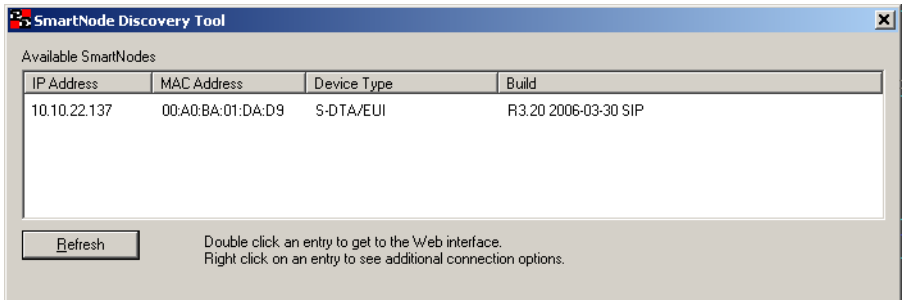 SmartNode Discovery Tool
Available SmartNodes
IP Address MAC Address Device Type Build
10.10.22.137 00:A0:BA:01:DA:D9 S-DTA/EUI R3.20 2006-03-30 SIP
Refresh
Double click an entry to get to the Web interface.
Right click on an entry to see additional connection options.